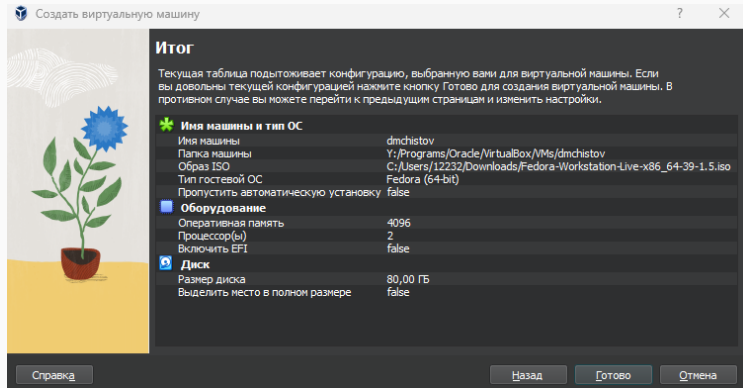 Создать виртуальную машину
Итог
Текущая таблица подытоживает конфигурацию, выбранную вами для виртуальной машины. Если
вы довольны текущей конфигурацией нажмите кнопку Готово для создания виртуальной машины. В
противном случае вы можете перейти к предыдущим страницам и изменить настройки.
Имя машины и тип ОС
Имя машины dmchistov
Папка машины Y:/Programs/Oracle/VirtualBox/VMs/dmchistov
Образ ISO C:/Users/12232/Downloads/Fedora-Workstation-Live-x86_64-39-1.5.iso
Тип гостевой ОС Fedora (64-bit)
Пропустить автоматическую установку false
Оборудование
Оперативная память 4096
Процессор(ы) 2
Включить EFI false
Диск
Размер диска 80,00 ГБ
Выделить место в полном размере false
Справка Назад Готово Отмена